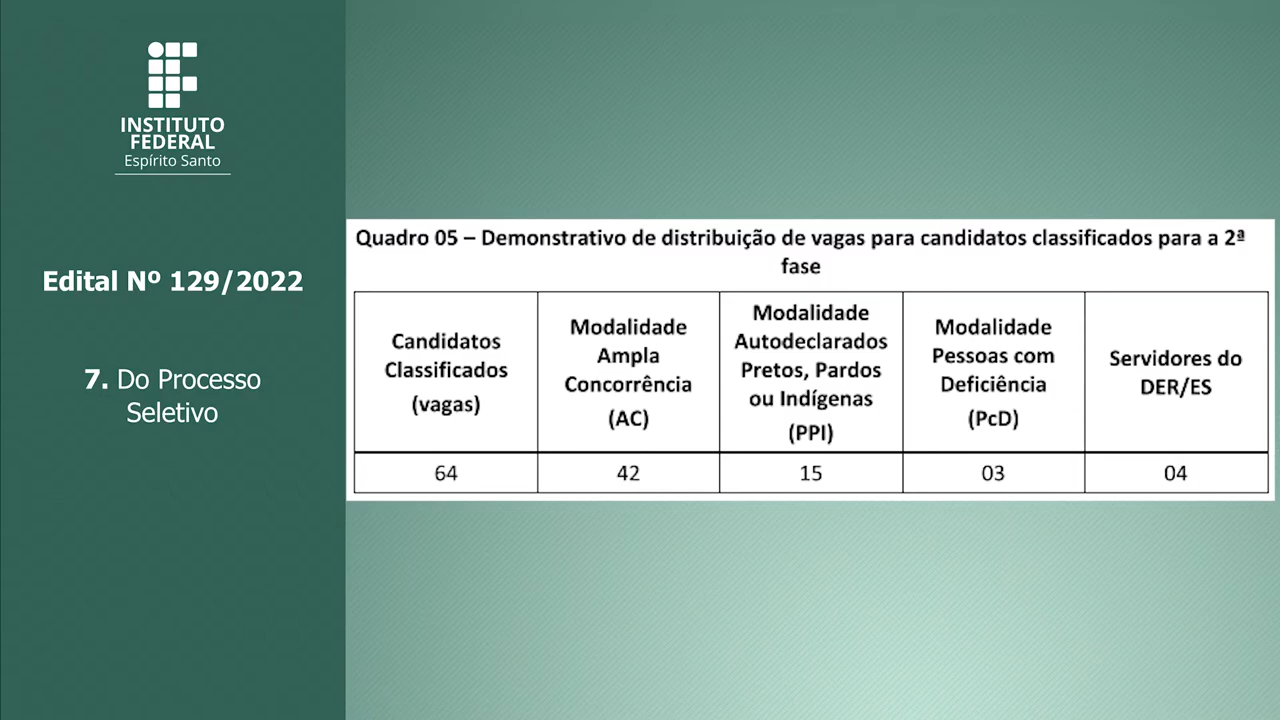 INSTITUTO
FEDERAL
Espírito Santo
Edital Nº 129/2022
7. Do Processo
Seletivo
Quadro 05 – Demonstrativo de distribuição de vagas para candidatos classificados para a 2ª
fase
Candidatos
Classificados
(vagas)
Modalidade
Ampla
Concorrência
(AC)
Modalidade
Autodeclarados
Pretos, Pardos
ou Indígenas
(PPI)
Modalidade
Pessoas com
Deficiência
(PcD)
Servidores do
DER/ES
64
42
15
03
04